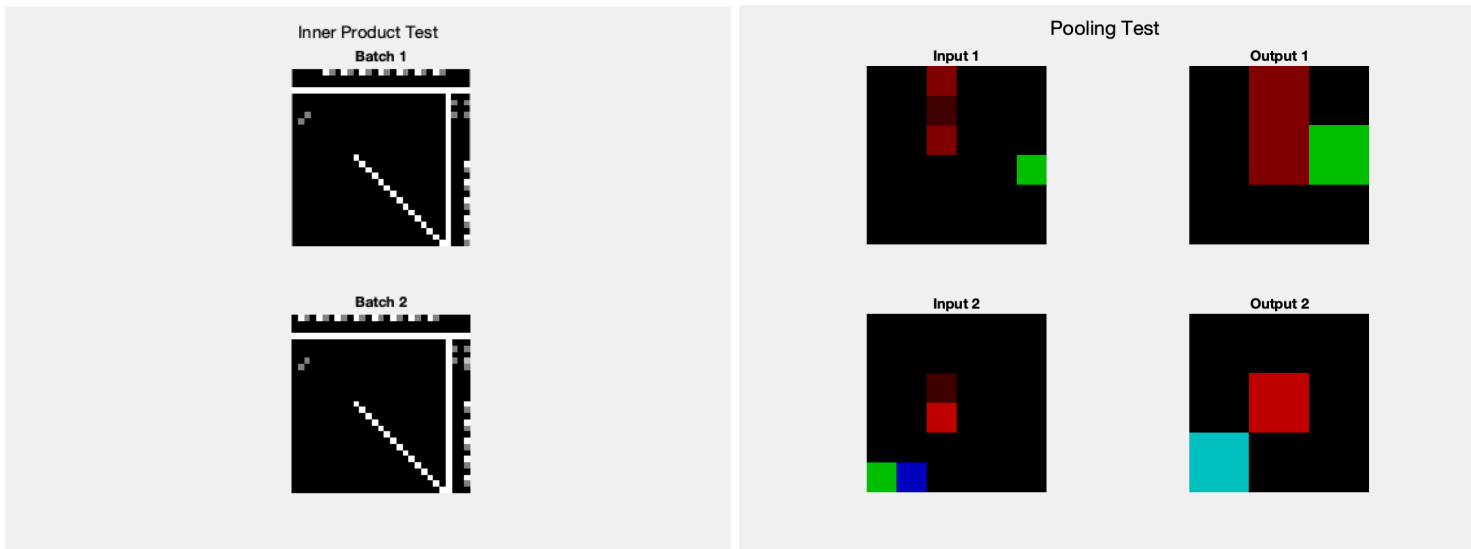 Inner Product Test
Batch 1
Batch 2
Pooling Test
Input 1
Output 1
Input 2
Output 2